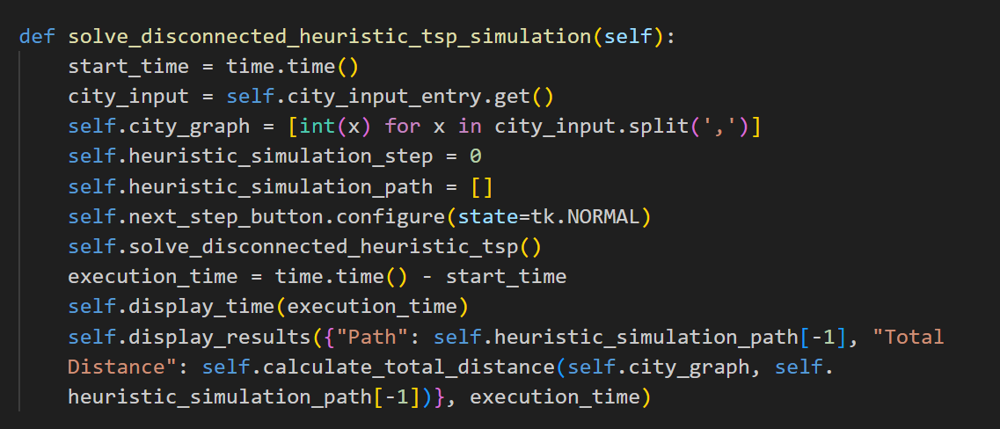 def solve_disconnected_heuristic_tsp_simulation(self):
    start_time = time.time()
    city_input = self.city_input_entry.get()
    self.city_graph = [int(x) for x in city_input.split(',')]
    self.heuristic_simulation_step = 0
    self.heuristic_simulation_path = []
    self.next_step_button.configure(state=tk.NORMAL)
    self.solve_disconnected_heuristic_tsp()
    execution_time = time.time() - start_time
    self.display_time(execution_time)
    self.display_results({"Path": self.heuristic_simulation_path[-1], "Total
    Distance": self.calculate_total_distance(self.city_graph, self.
    heuristic_simulation_path[-1])}, execution_time)